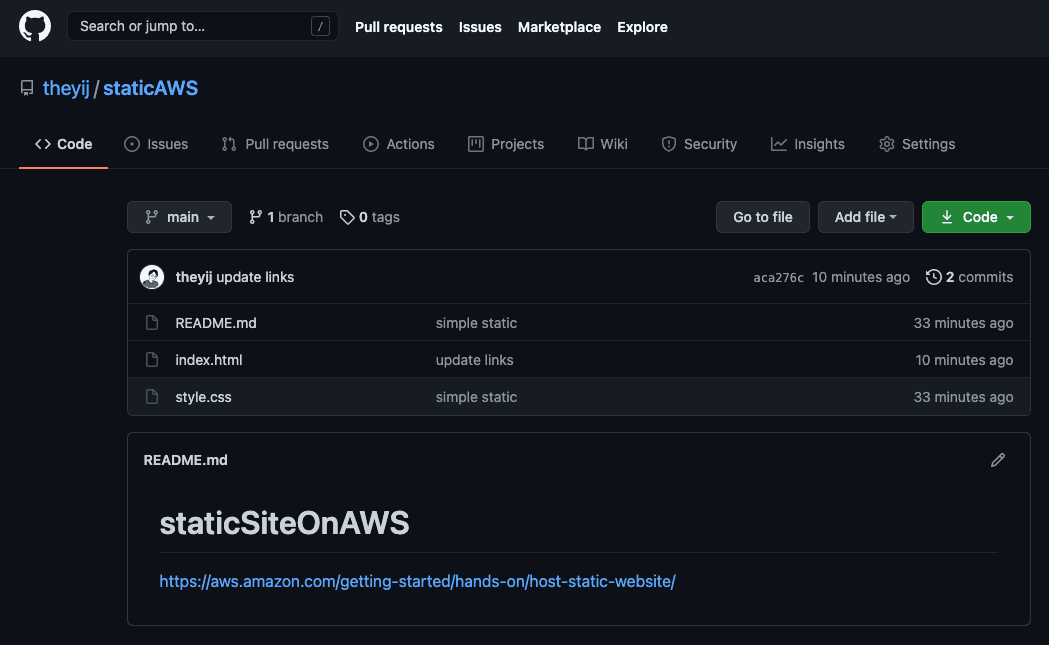 Search or jump to... / Pull requests Issues Marketplace Explore
theyij / staticAWS
Code Issues Pull requests Actions Projects Wiki Security Insights Settings
main 1 branch 0 tags Go to file Add file Code
theyij update links aca276c 10 minutes ago 2 commits
README.md simple static 33 minutes ago
index.html update links 10 minutes ago
style.css simple static 33 minutes ago
README.md
staticSiteOnAWS
https://aws.amazon.com/getting-started/hands-on/host-static-website/